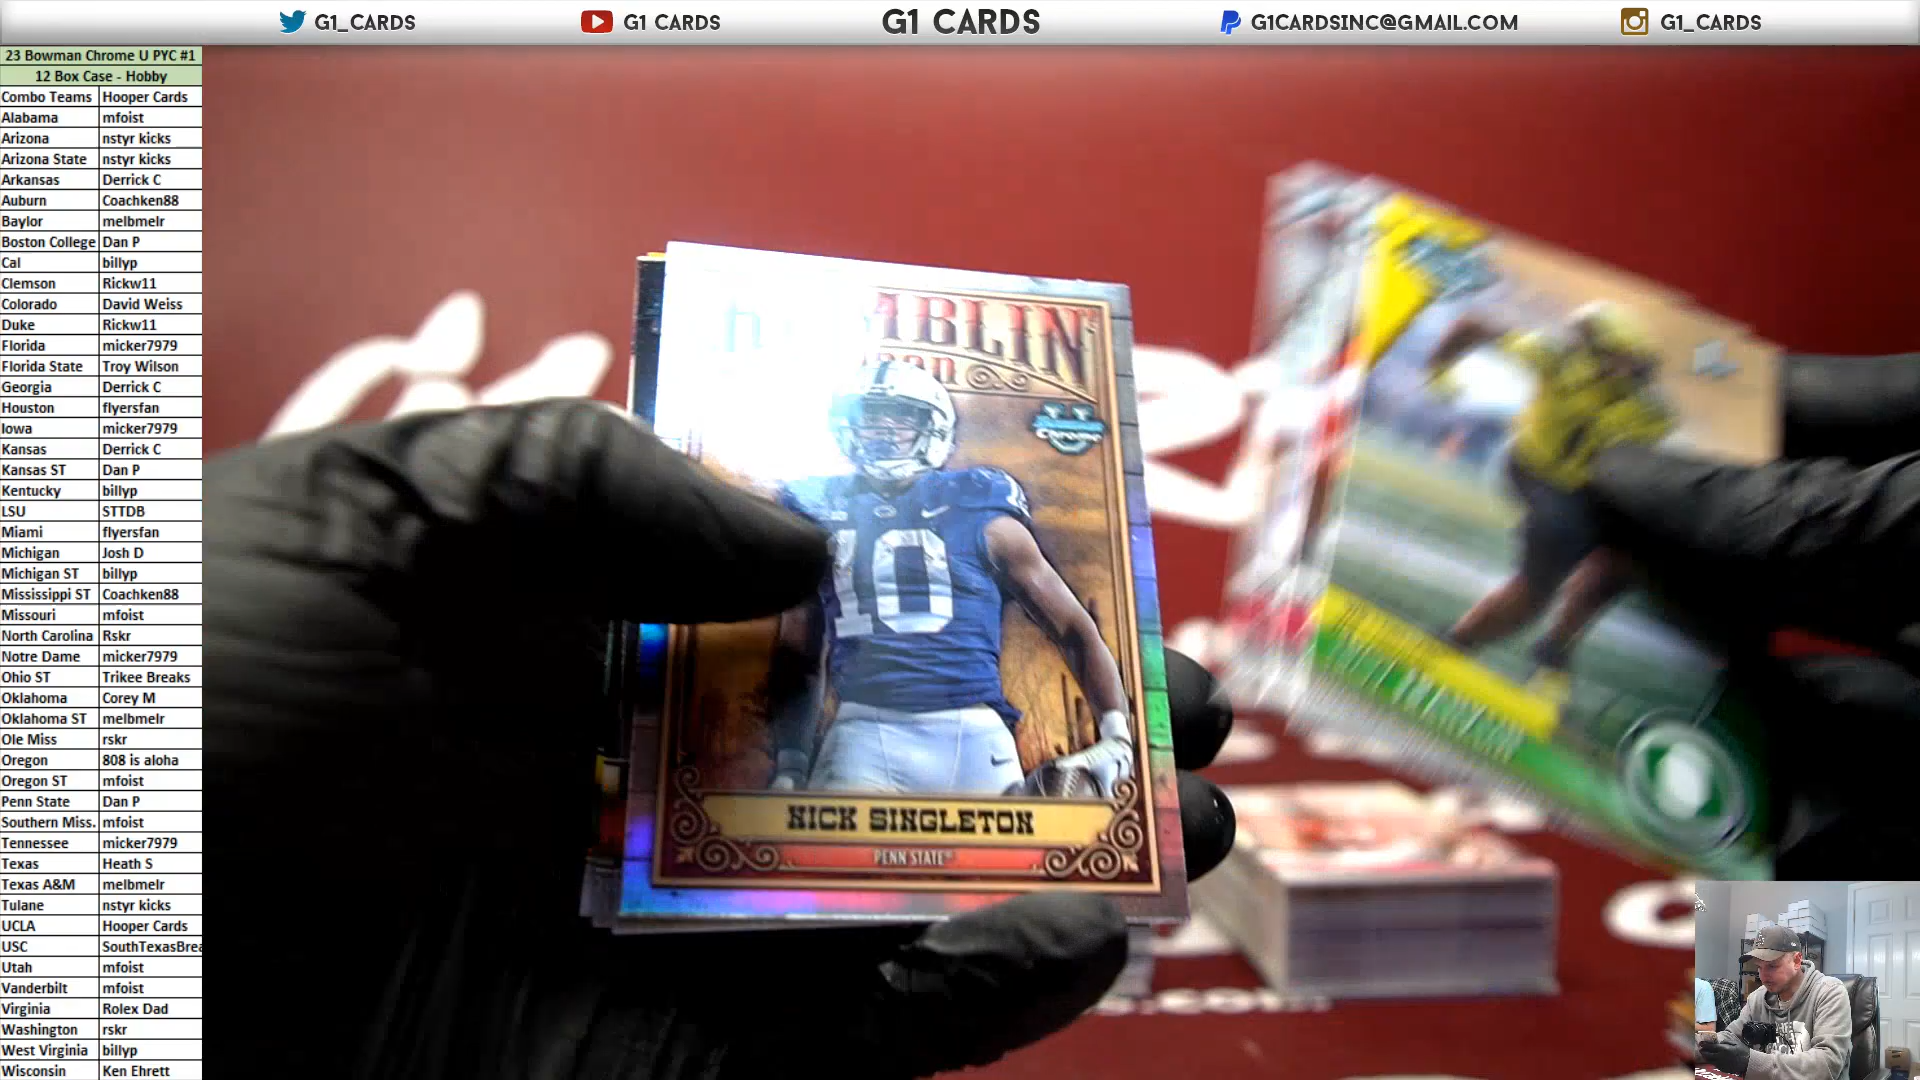 G1_CARDS
G1 CARDS
G1 CARDS
G1CARDSINC@GMAIL.COM
G1_CARDS
23 Bowman Chrome U PYC #1
12 Box Case - Hobby
Combo Teams Hooper Cards
Alabama mfoist
Arizona nstyr kicks
Arizona State nstyr kicks
Arkansas Derrick C
Auburn Coachken88
Baylor melbmelr
Boston College Dan P
Cal billyp
Clemson Rickw11
Colorado David Weiss
Duke Rickw11
Florida micker7979
Florida State Troy Wilson
Georgia Derrick C
Houston flyersfan
Iowa micker7979
Kansas Derrick C
Kansas ST Dan P
Kentucky billyp
LSU STTDB
Miami flyersfan
Michigan Josh D
Michigan ST billyp
Mississippi ST Coachken88
Missouri mfoist
North Carolina Rskr
Notre Dame micker7979
Ohio ST Trikee Breaks
Oklahoma Corey M
Oklahoma ST melbmelr
Ole Miss rskr
Oregon 808 is aloha
Oregon ST mfoist
Penn State Dan P
Southern Miss. mfoist
Tennessee micker7979
Texas Heath S
Texas A&M melbmelr
Tulane nstyr kicks
UCLA Hooper Cards
USC SouthTexasBrea
Utah mfoist
Vanderbilt mfoist
Virginia Rolex Dad
Washington rskr
West Virginia billyp
Wisconsin Ken Ehrett
10
NICK SINGLETON
PENN STATE